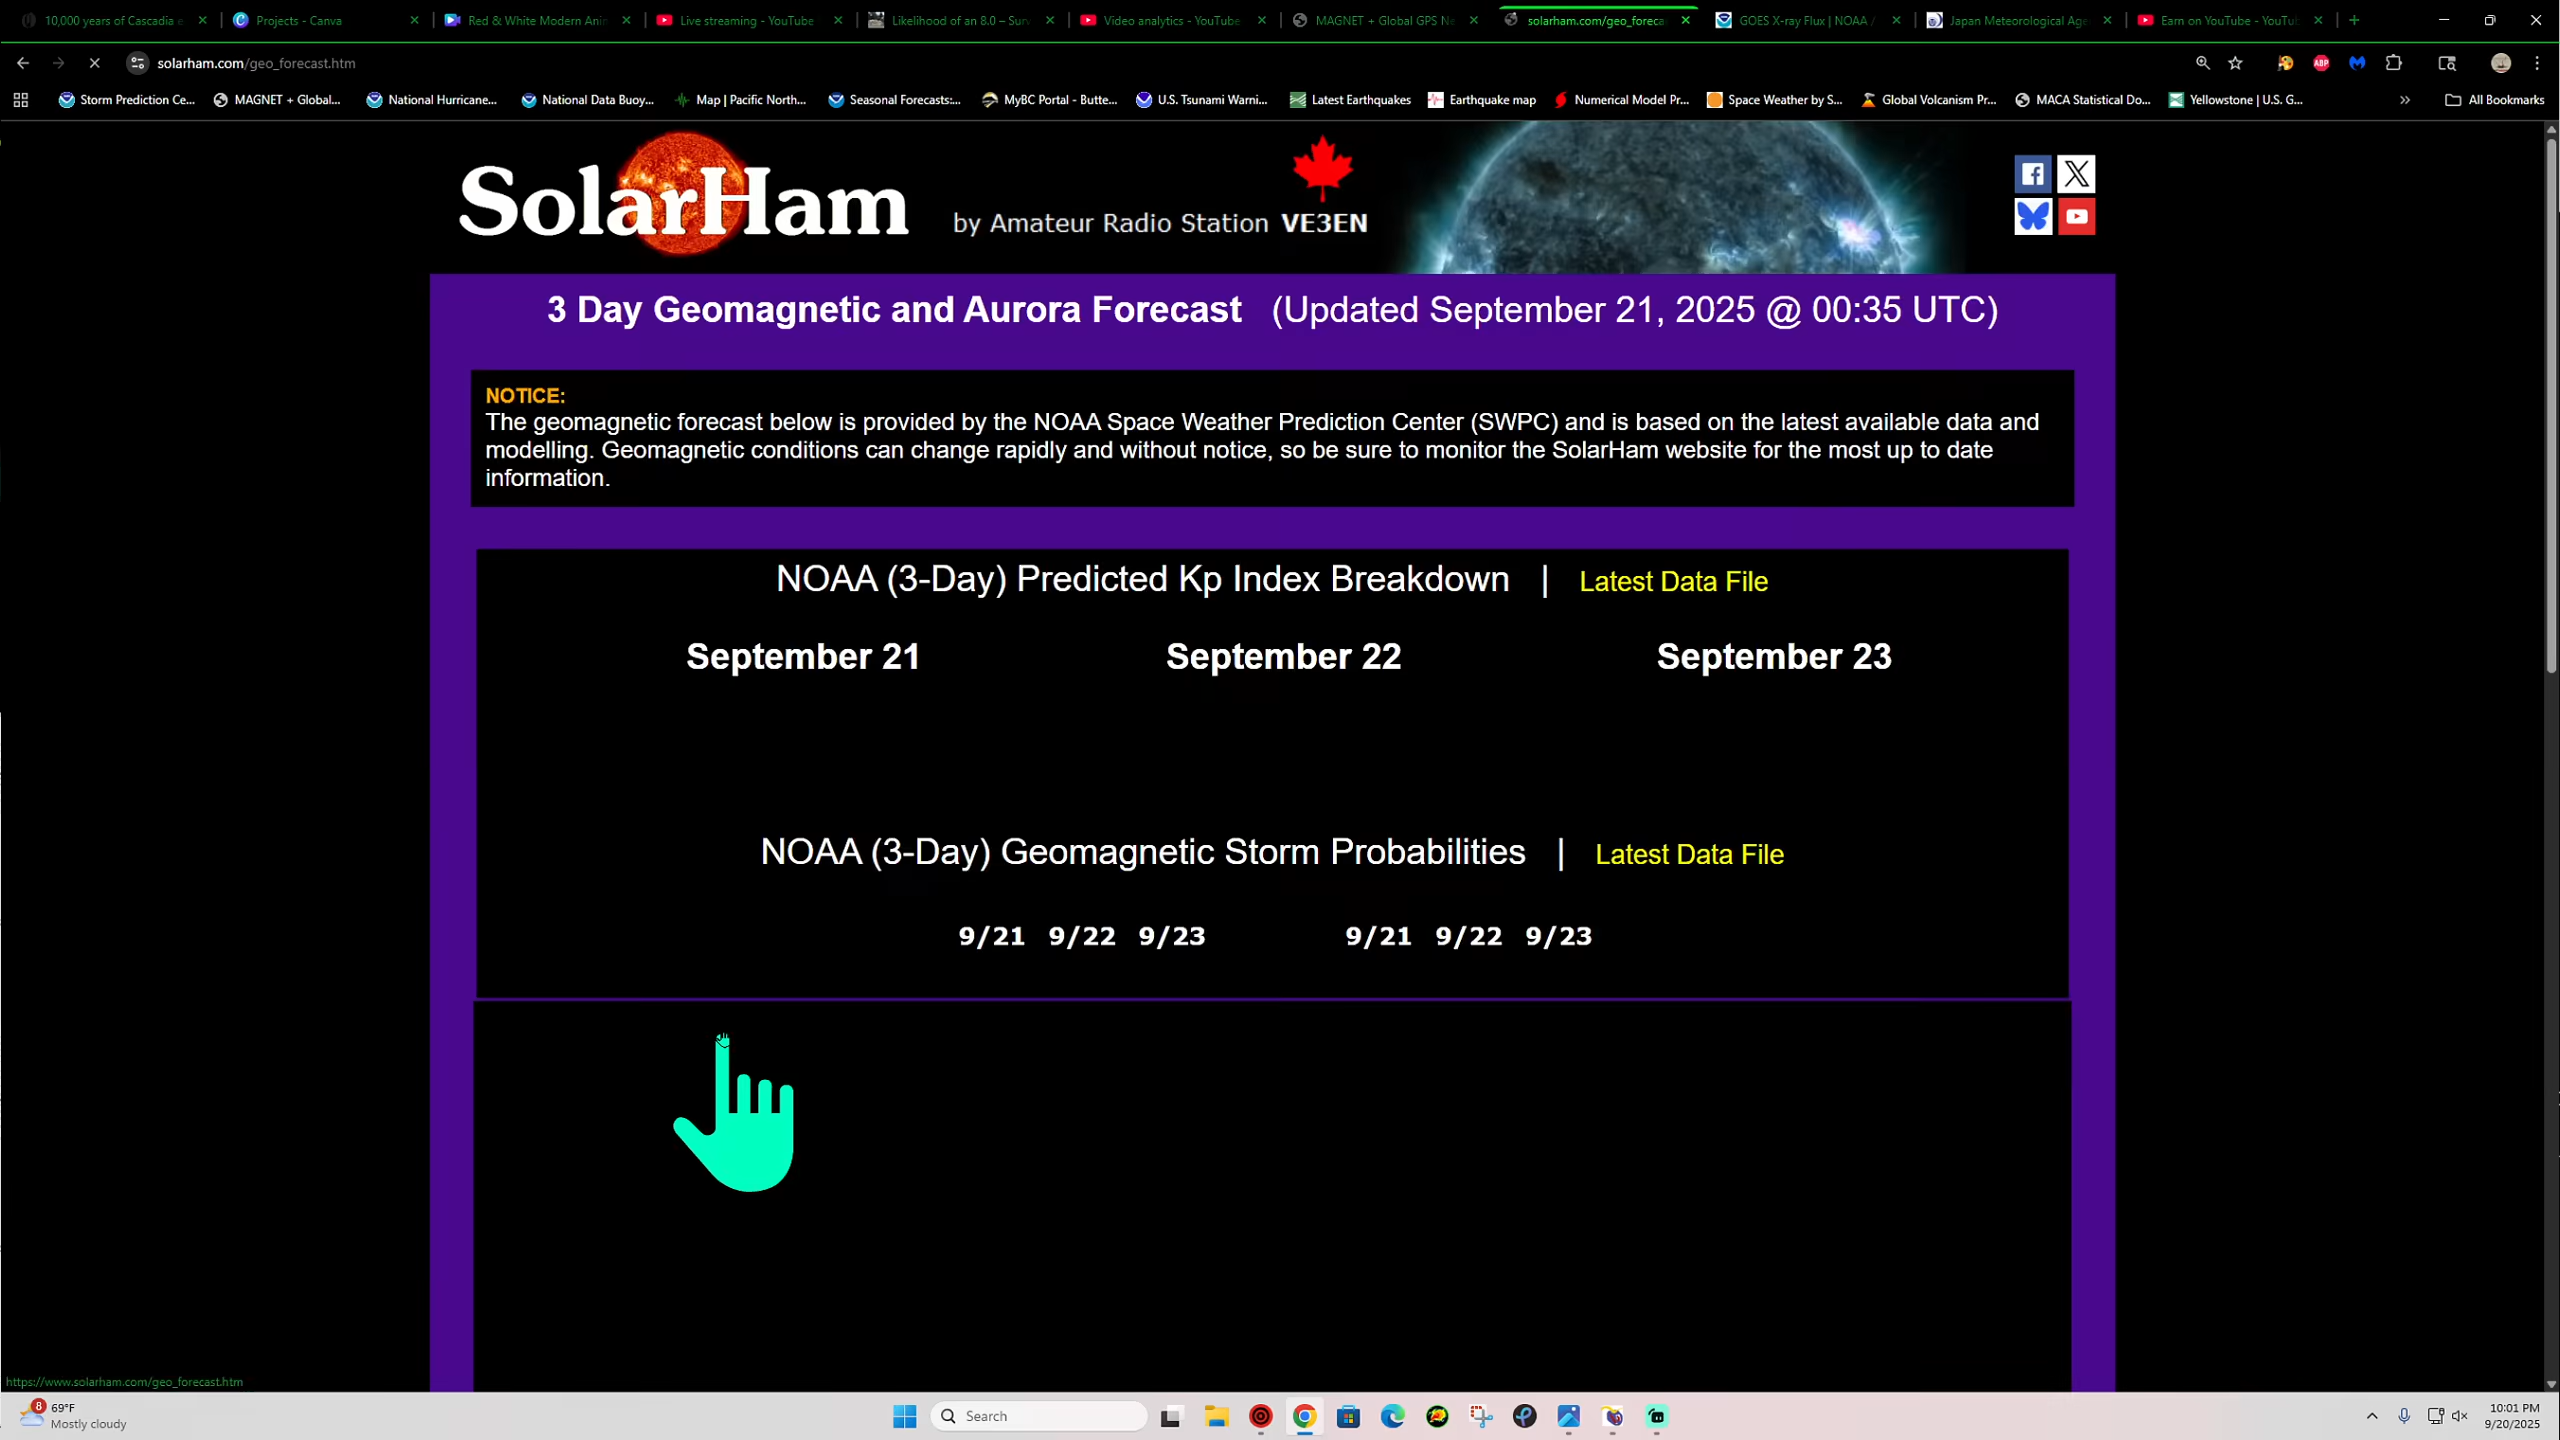 10,000 years of Cascadia e
Projects - Canva
Red & White Modern Ani
Live streaming - YouTube
Likelihood of an 8.0 – Surv
Video analytics - YouTube
MAGNET + Global GPS Ne
solarham.com/geo_foreca
GOES X-ray Flux | NOAA /
Japan Meteorological Age
Earn on YouTube - YouTu
solarham.com/geo_forecast.htm
ABP
Storm Prediction Ce...
MAGNET + Global...
National Hurricane...
National Data Buoy...
Map | Pacific North...
Seasonal Forecasts:...
MyBC Portal - Butte...
U.S. Tsunami Warni...
Latest Earthquakes
Earthquake map
Numerical Model Pr...
Space Weather by S...
Global Volcanism Pr...
MACA Statistical Do...
Yellowstone | U.S. G...
All Bookmarks
SolarHam
by Amateur Radio Station VE3EN
3 Day Geomagnetic and Aurora Forecast (Updated September 21, 2025 @ 00:35 UTC)
NOTICE:
The geomagnetic forecast below is provided by the NOAA Space Weather Prediction Center (SWPC) and is based on the latest available data and
modelling. Geomagnetic conditions can change rapidly and without notice, so be sure to monitor the SolarHam website for the most up to date
information.
NOAA (3-Day) Predicted Kp Index Breakdown | Latest Data File
September 21 September 22 September 23
NOAA (3-Day) Geomagnetic Storm Probabilities | Latest Data File
9/21 9/22 9/23 9/21 9/22 9/23
https://www.solarham.com/geo_forecast.htm
8
69°F
Mostly cloudy
Search
10:01 PM
9/20/2025